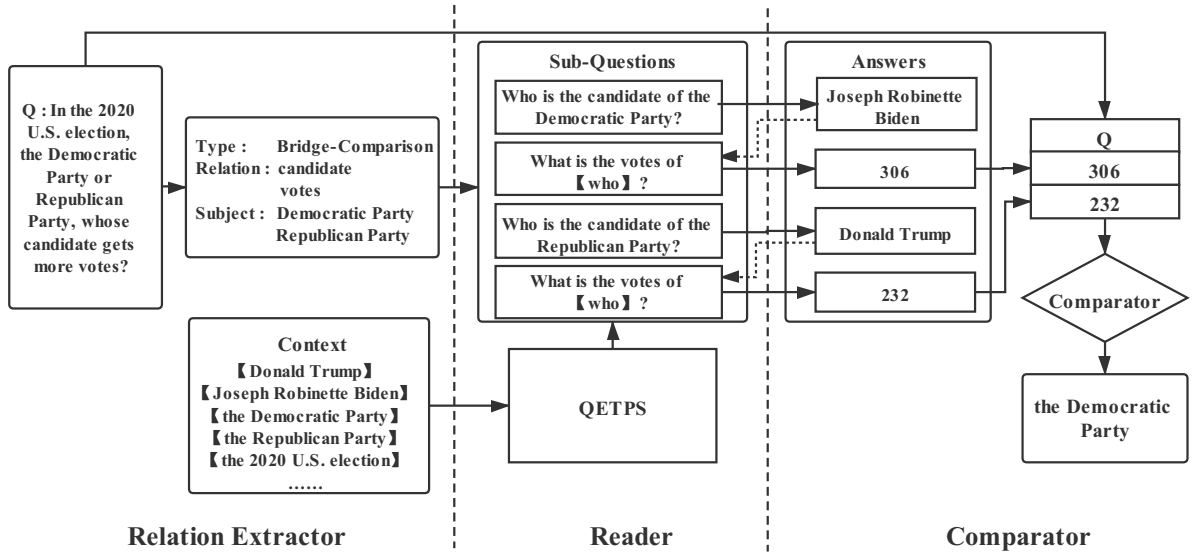 Q : In the 2020
U.S. election,
the Democratic
Party or
Republican
Party, whose
candidate gets
more votes?
Type : Bridge-Comparison
Relation : candidate
votes
Subject : Democratic Party
Republican Party
Context
【Donald Trump】
【Joseph Robinette Biden】
【the Democratic Party】
【the Republican Party】
【the 2020 U.S. election】
……
Relation Extractor
Sub-Questions
Who is the candidate of the
Democratic Party?
What is the votes of
【who】?
Who is the candidate of the
Republican Party?
What is the votes of
【who】?
QETPS
Reader
Answers
Joseph Robinette
Biden
306
Donald Trump
232
Q
306
232
Comparator
the Democratic
Party
Comparator